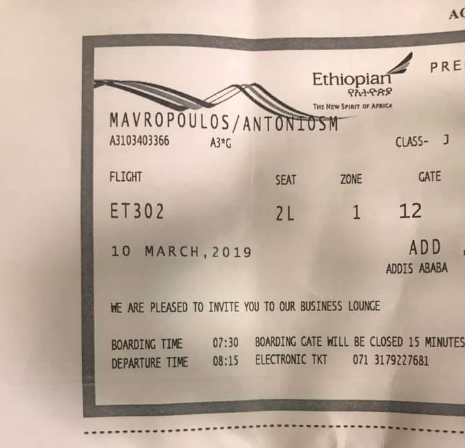 AC
Ethiopian
PRE
የኢትዮጵያ
THE NEW SPIRIT OF AFRICA
MAVROPOULOS/ANTONIOSM
A3103403366 A3*G CLASS- J
FLIGHT SEAT ZONE GATE
ET302 2L 1 12
10 MARCH,2019 ADD
ADDIS ABABA
WE ARE PLEASED TO INVITE YOU TO OUR BUSINESS LOUNGE
BOARDING TIME 07:30 BOARDING GATE WILL BE CLOSED 15 MINUTES
DEPARTURE TIME 08:15 ELECTRONIC TKT 071 3179227681